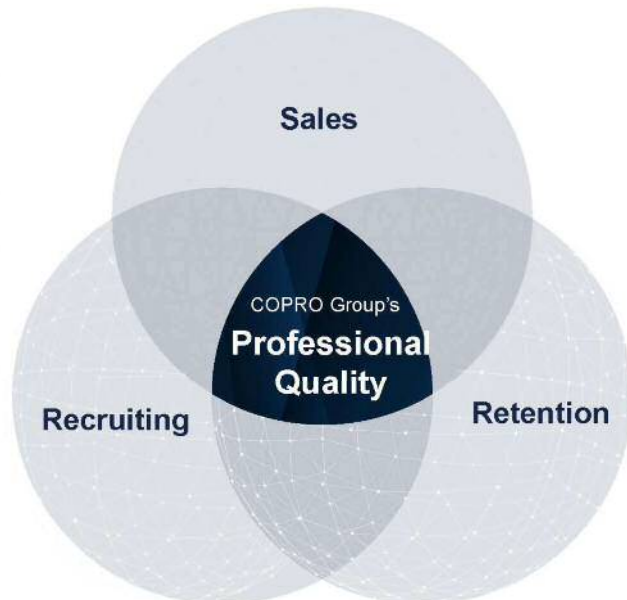 Sales
COPRO Group's
Professional
Quality
Recruiting
Retention